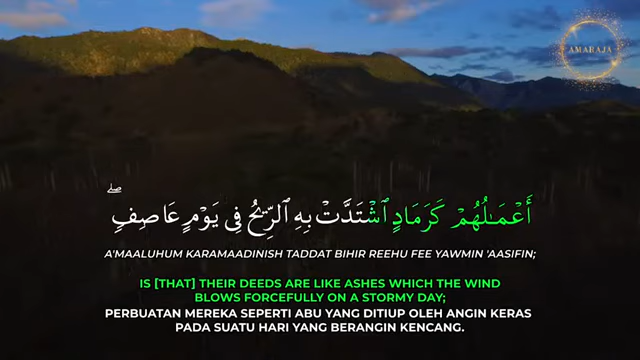 AMARAJA
أَعْمَـٰلُهُمْ كَرَمَادٍ ٱشْتَدَّتْ بِهِ ٱلرِّيحُ فِى يَوْمٍ عَاصِفٍ ۖ
A'MAALUHUM KARAMAADINISH TADDAT BIHIR REEHU FEE YAWMIN 'AASIFIN;
IS [THAT] THEIR DEEDS ARE LIKE ASHES WHICH THE WIND
BLOWS FORCEFULLY ON A STORMY DAY;
PERBUATAN MEREKA SEPERTI ABU YANG DITIUP OLEH ANGIN KERAS
PADA SUATU HARI YANG BERANGIN KENCANG.